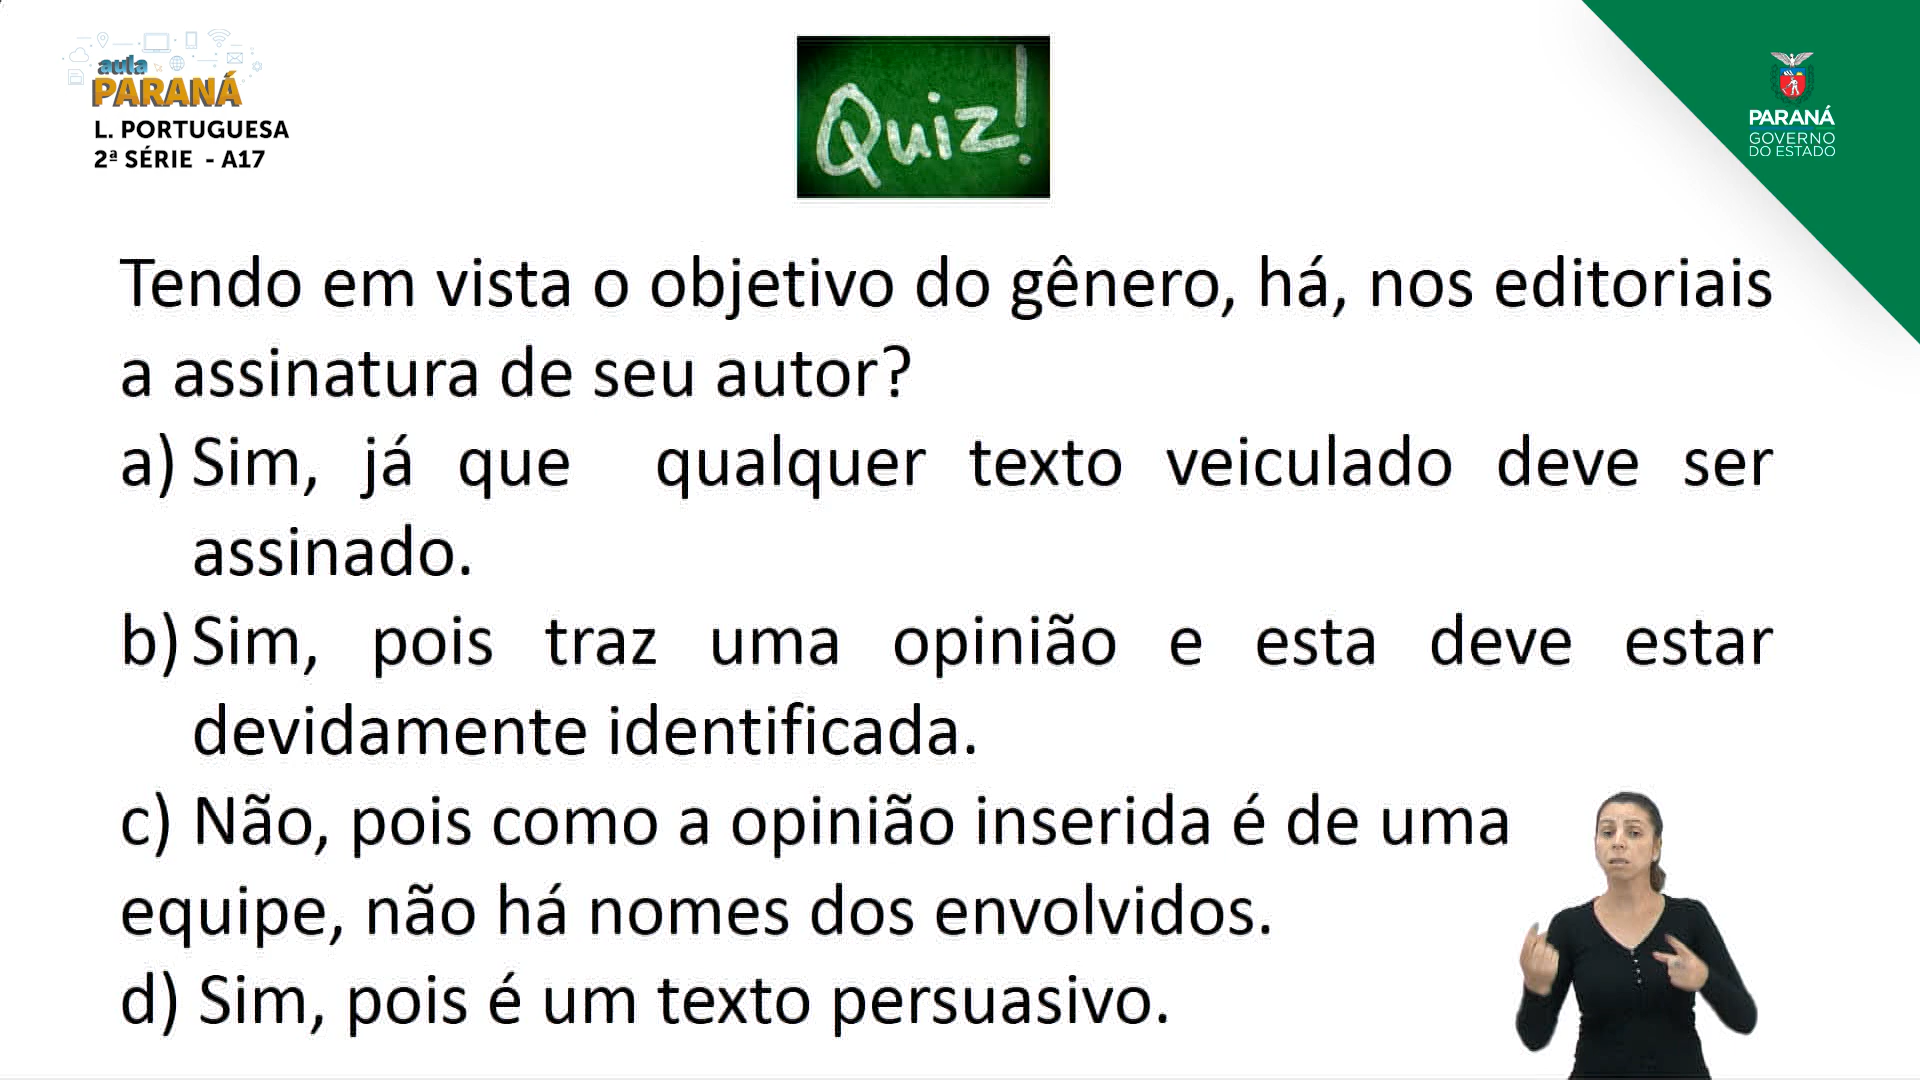 aula
PARANÁ
L. PORTUGUESA
2ª SÉRIE - A17
Quiz!
PARANÁ
GOVERNO
DO ESTADO
Tendo em vista o objetivo do gênero, há, nos editoriais
a assinatura de seu autor?
a) Sim, já que qualquer texto veiculado deve ser
assinado.
b) Sim, pois traz uma opinião e esta deve estar
devidamente identificada.
c) Não, pois como a opinião inserida é de uma
equipe, não há nomes dos envolvidos.
d) Sim, pois é um texto persuasivo.